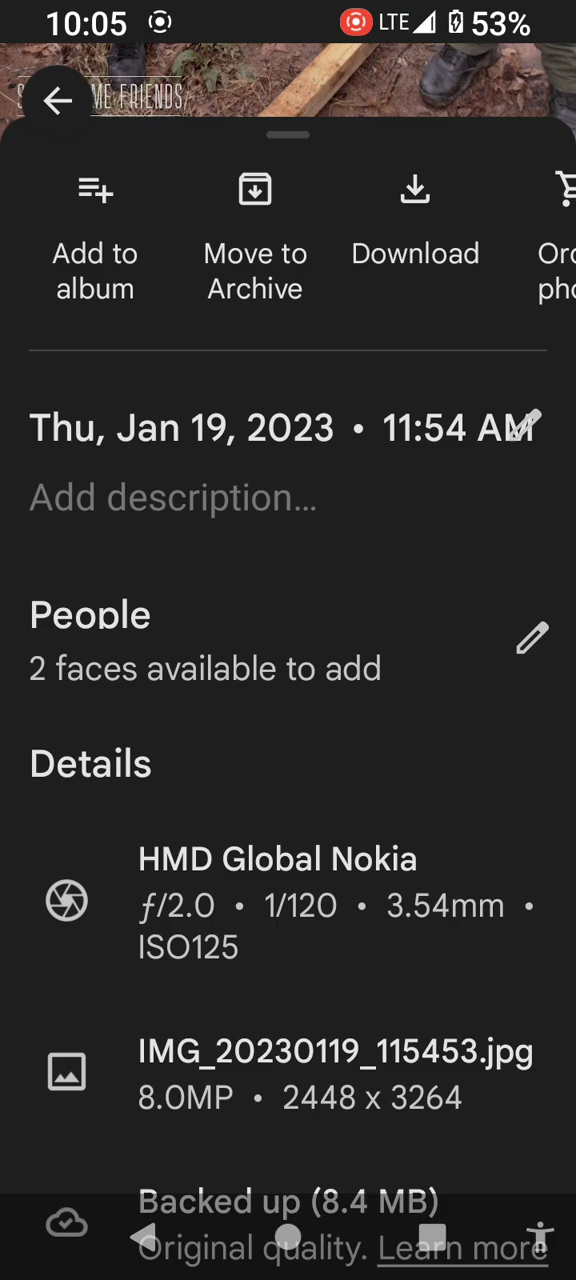 10:05 LTE 53%
ME FRIENDS
Add to album
Move to Archive
Download
Thu, Jan 19, 2023 • 11:54 AM
Add description…
People
2 faces available to add
Details
HMD Global Nokia
ƒ/2.0 • 1/120 • 3.54mm •
ISO125
IMG_20230119_115453.jpg
8.0MP • 2448 x 3264
Backed up (8.4 MB)
Original quality. Learn more